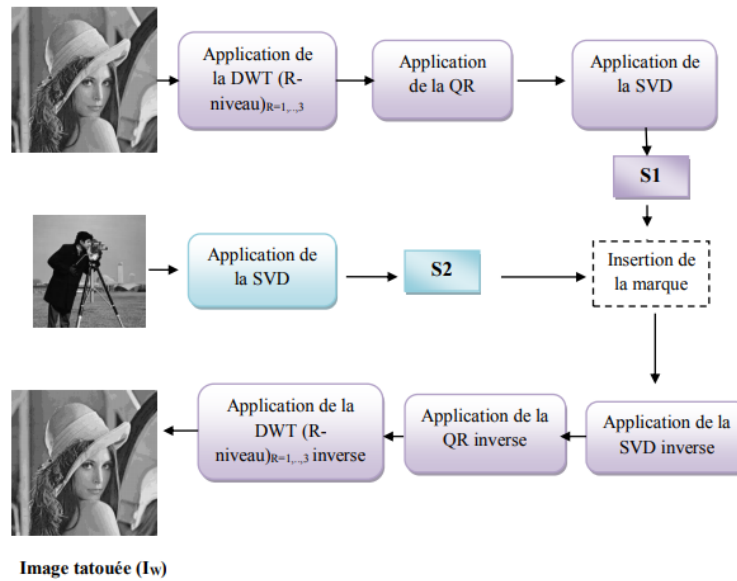 Application de
la DWT (R-
niveau)R=1,..,3
Application
de la QR
Application de
la SVD
S1
Application de
la SVD
S2
Insertion de
la marque
Application de la
DWT (R-
niveau)R=1,..,3 inverse
Application de la
QR inverse
Application de la
SVD inverse
Image tatouée (Iw)